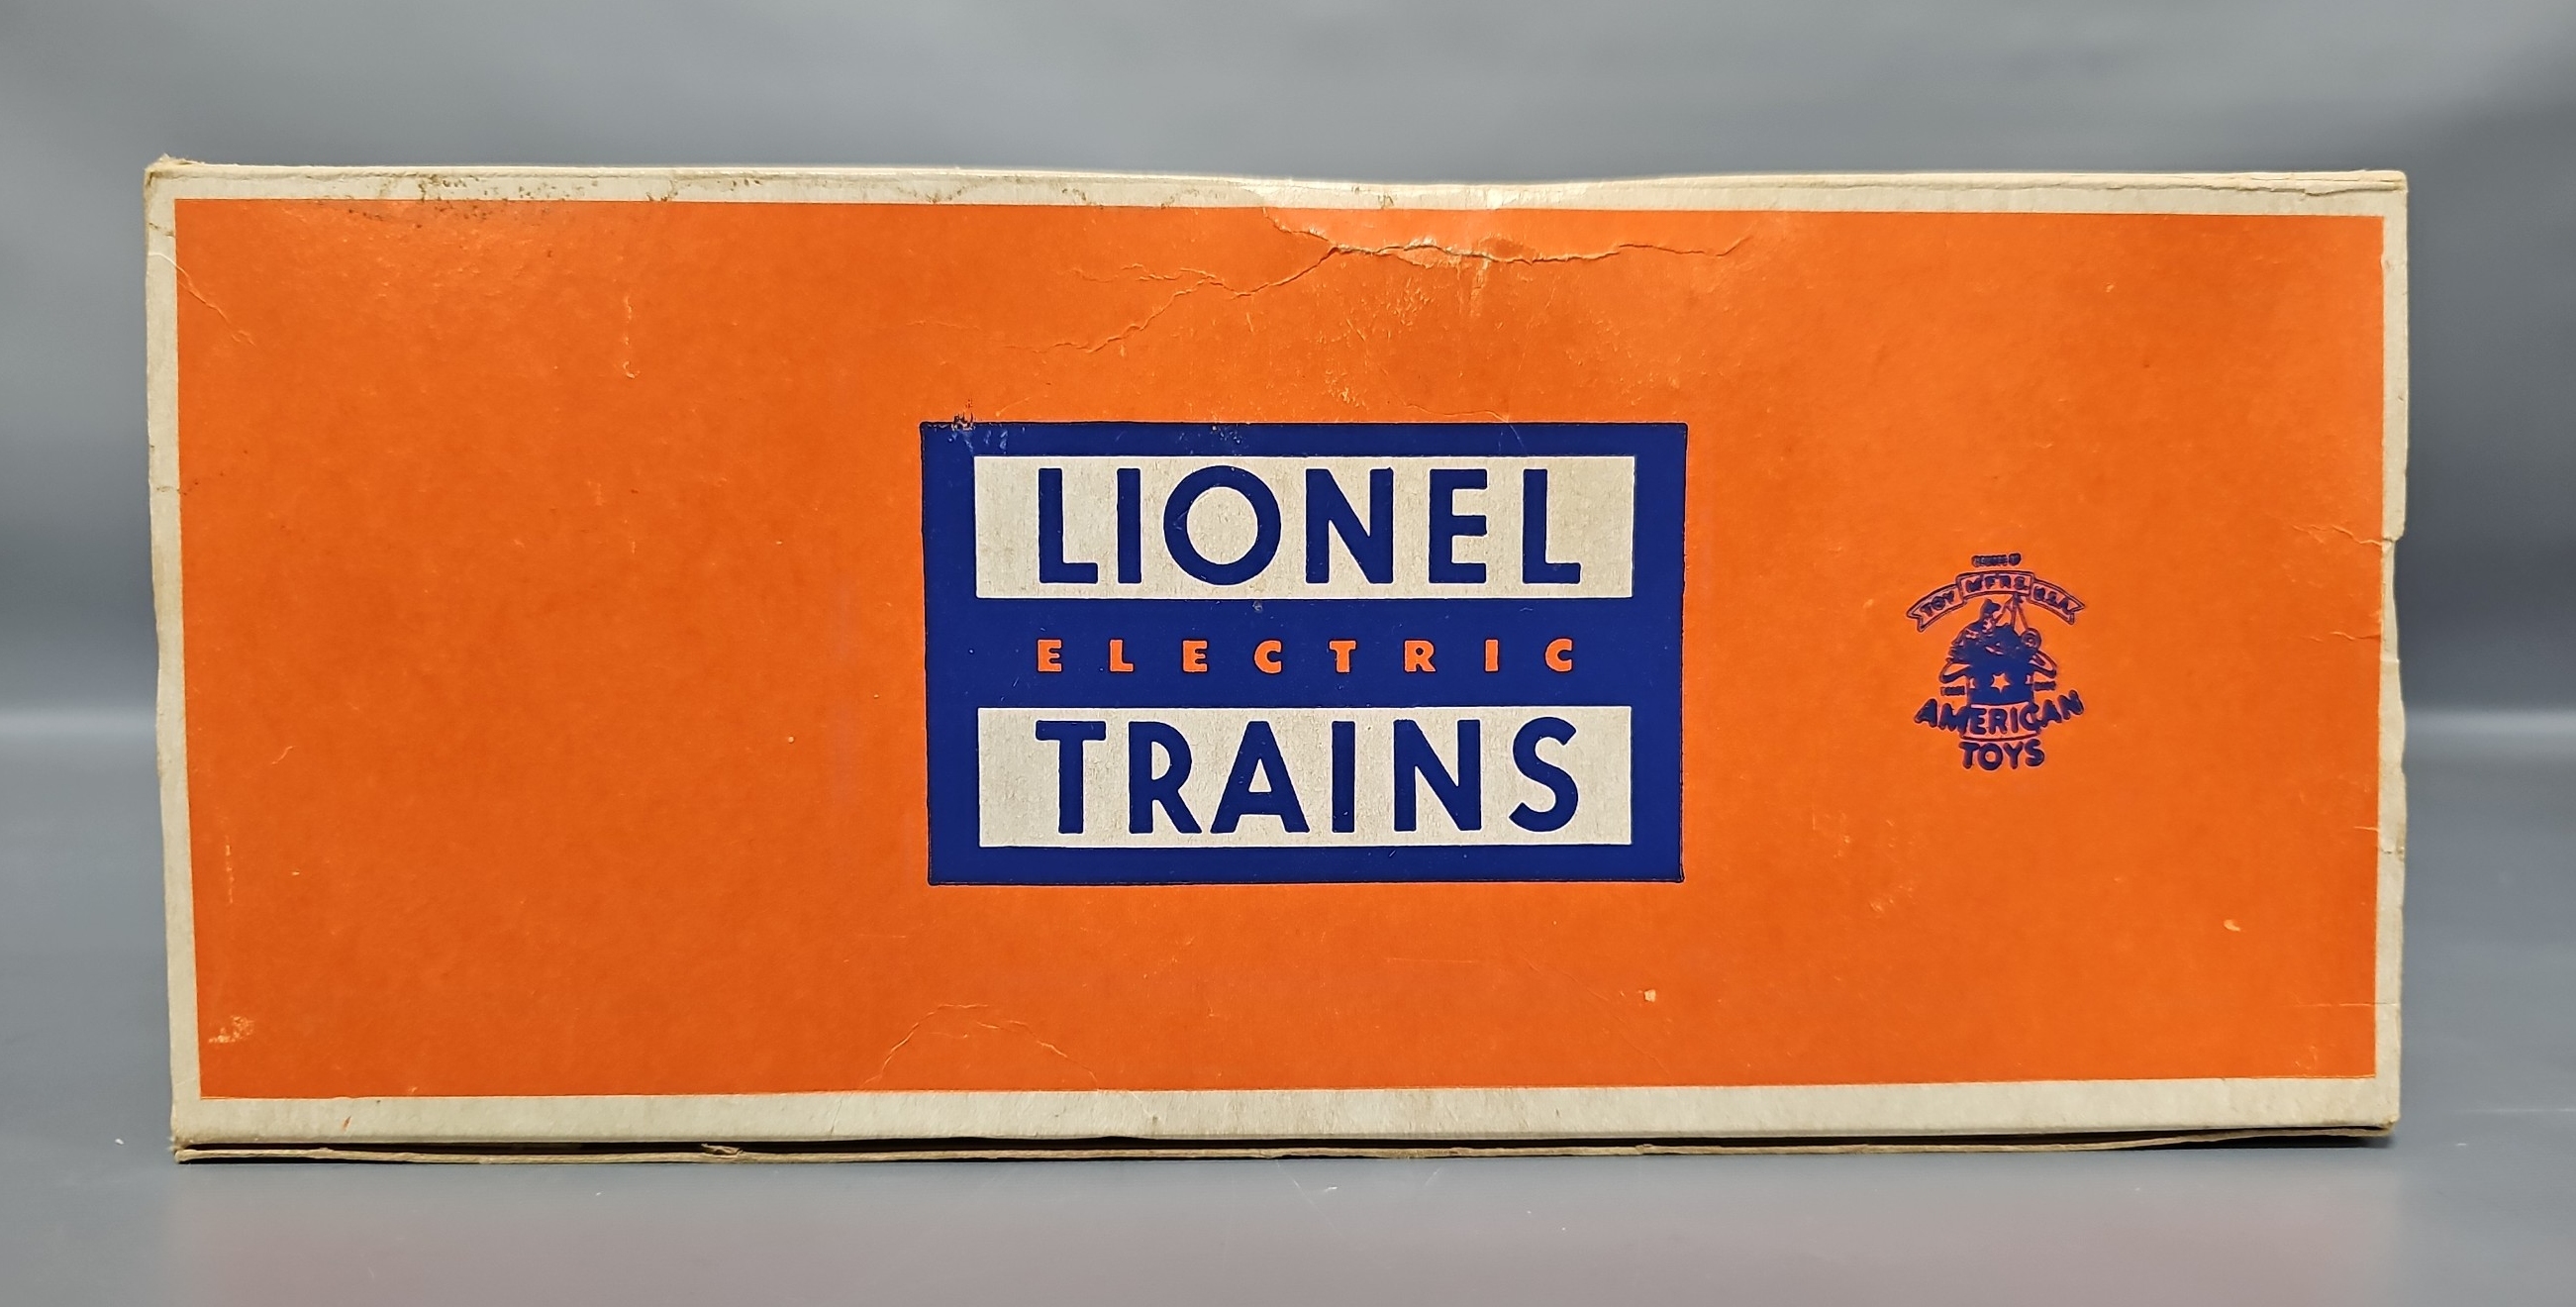 LIONEL
ELECTRIC
TRAINS
TOY MFRS. U.S.A.
AMERICAN
TOYS